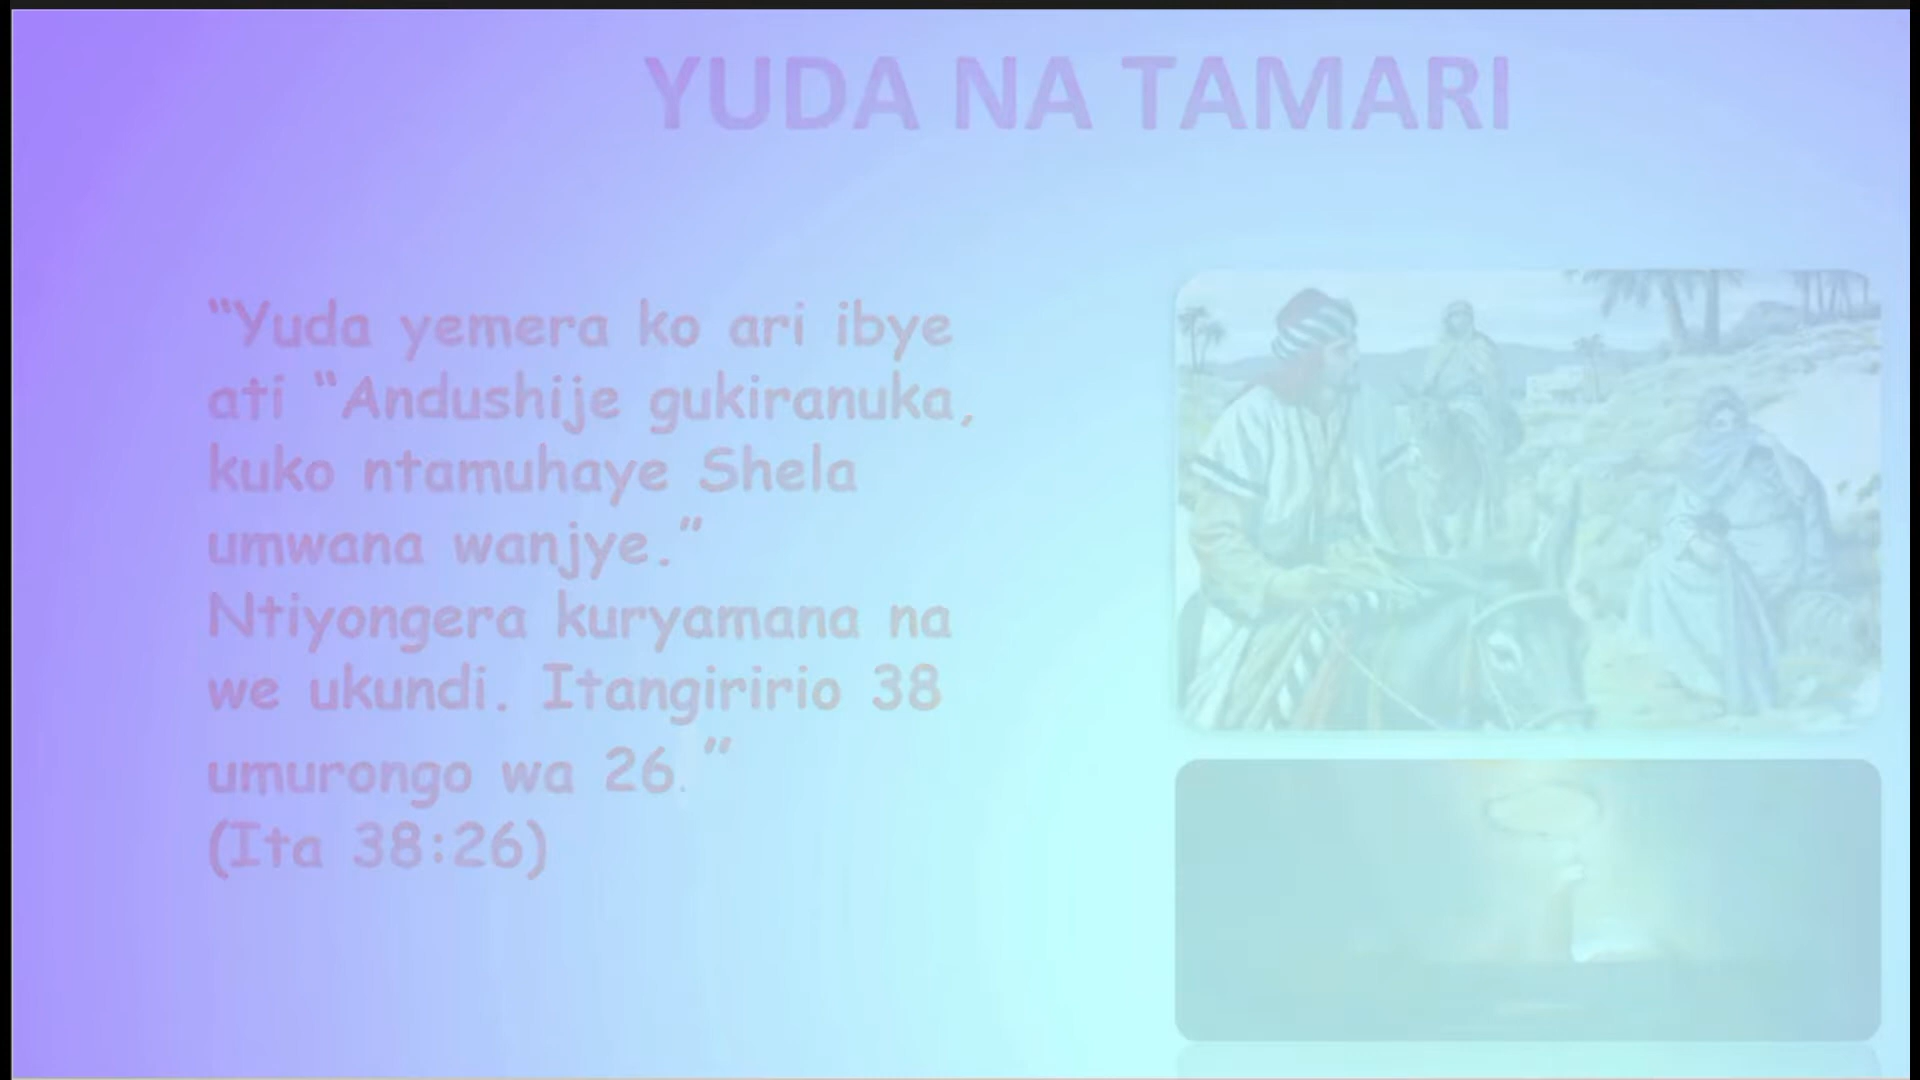 YUDA NA TAMARI
“Yuda yemera ko ari ibye
ati “Andushije gukiranuka,
kuko ntamuhaye Shela
umwana wanjye.”
Ntiyongera kuryamana na
we ukundi. Itangiririo 38
umurongo wa 26.”
(Ita 38:26)